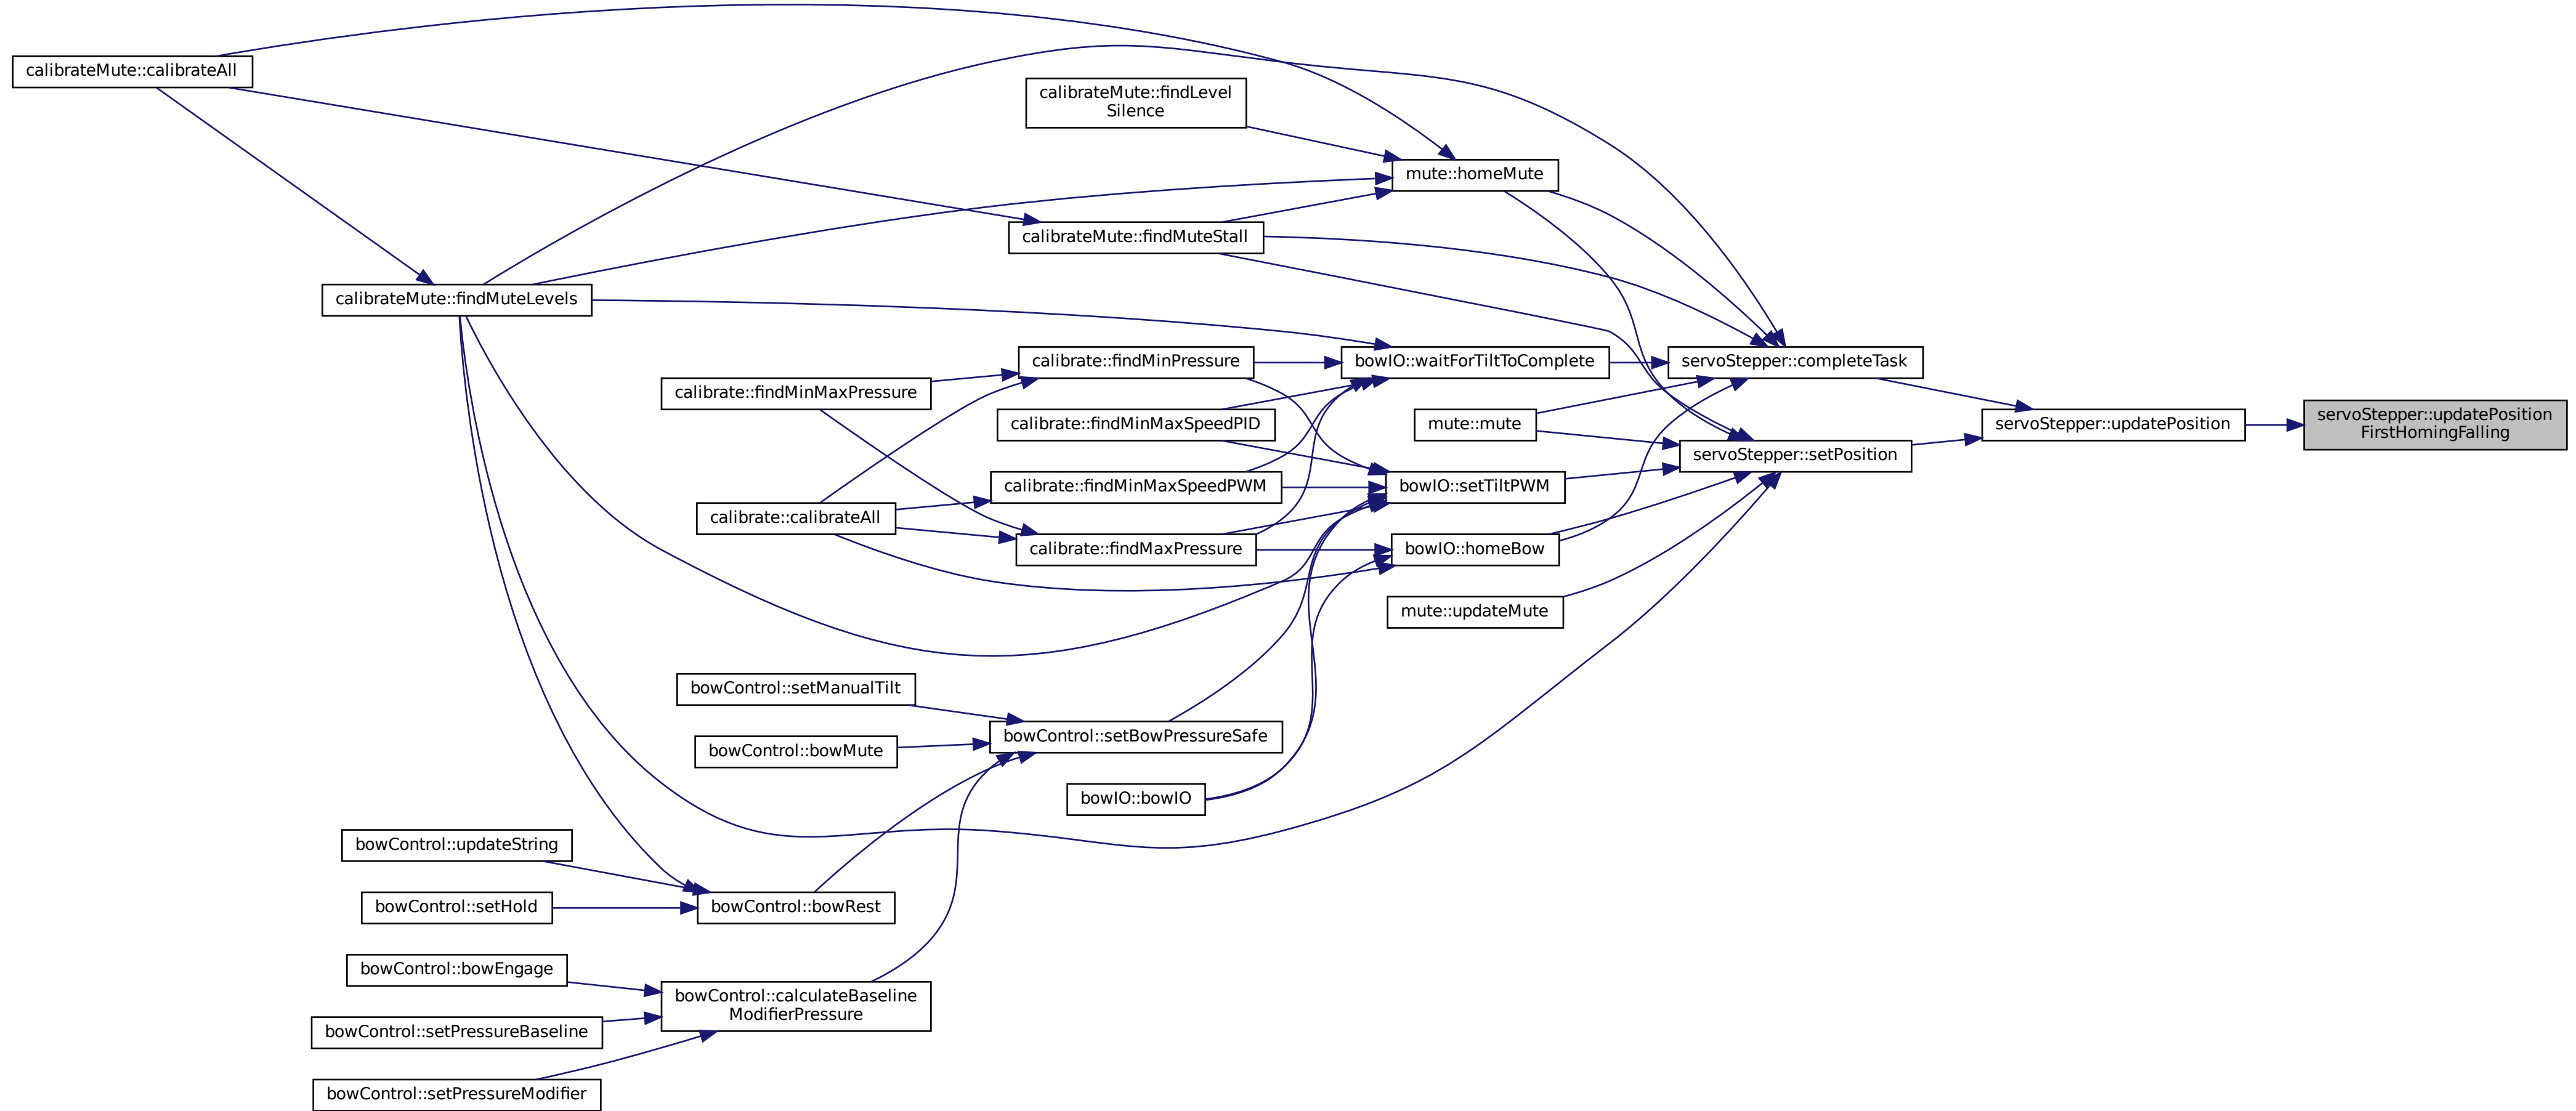 calibrateMute::calibrateAll
calibrateMute::findLevel
Silence
mute::homeMute
calibrateMute::findMuteStall
calibrateMute::findMuteLevels
calibrate::findMinPressure
bowIO::waitForTiltToComplete
servoStepper::completeTask
calibrate::findMinMaxPressure
calibrate::findMinMaxSpeedPID
mute::mute
servoStepper::updatePosition
servoStepper::updatePosition
FirstHomingFalling
servoStepper::setPosition
calibrate::findMinMaxSpeedPWM
bowIO::setTiltPWM
calibrate::calibrateAll
calibrate::findMaxPressure
bowIO::homeBow
mute::updateMute
bowControl::setManualTilt
bowControl::setBowPressureSafe
bowControl::bowMute
bowIO::bowIO
bowControl::updateString
bowControl::setHold
bowControl::bowRest
bowControl::bowEngage
bowControl::calculateBaseline
ModifierPressure
bowControl::setPressureBaseline
bowControl::setPressureModifier